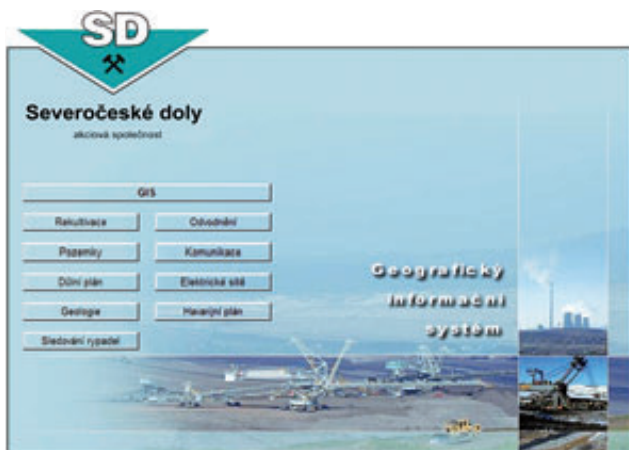 SD
Severočeské doly
akciová společnost
GIS
Rekultivace
Odvodnění
Pozemky
Komunikace
Důlní plán
Elektrické sítě
Geologie
Havarijní plán
Sledování rypadel
Geografický
informační
systém